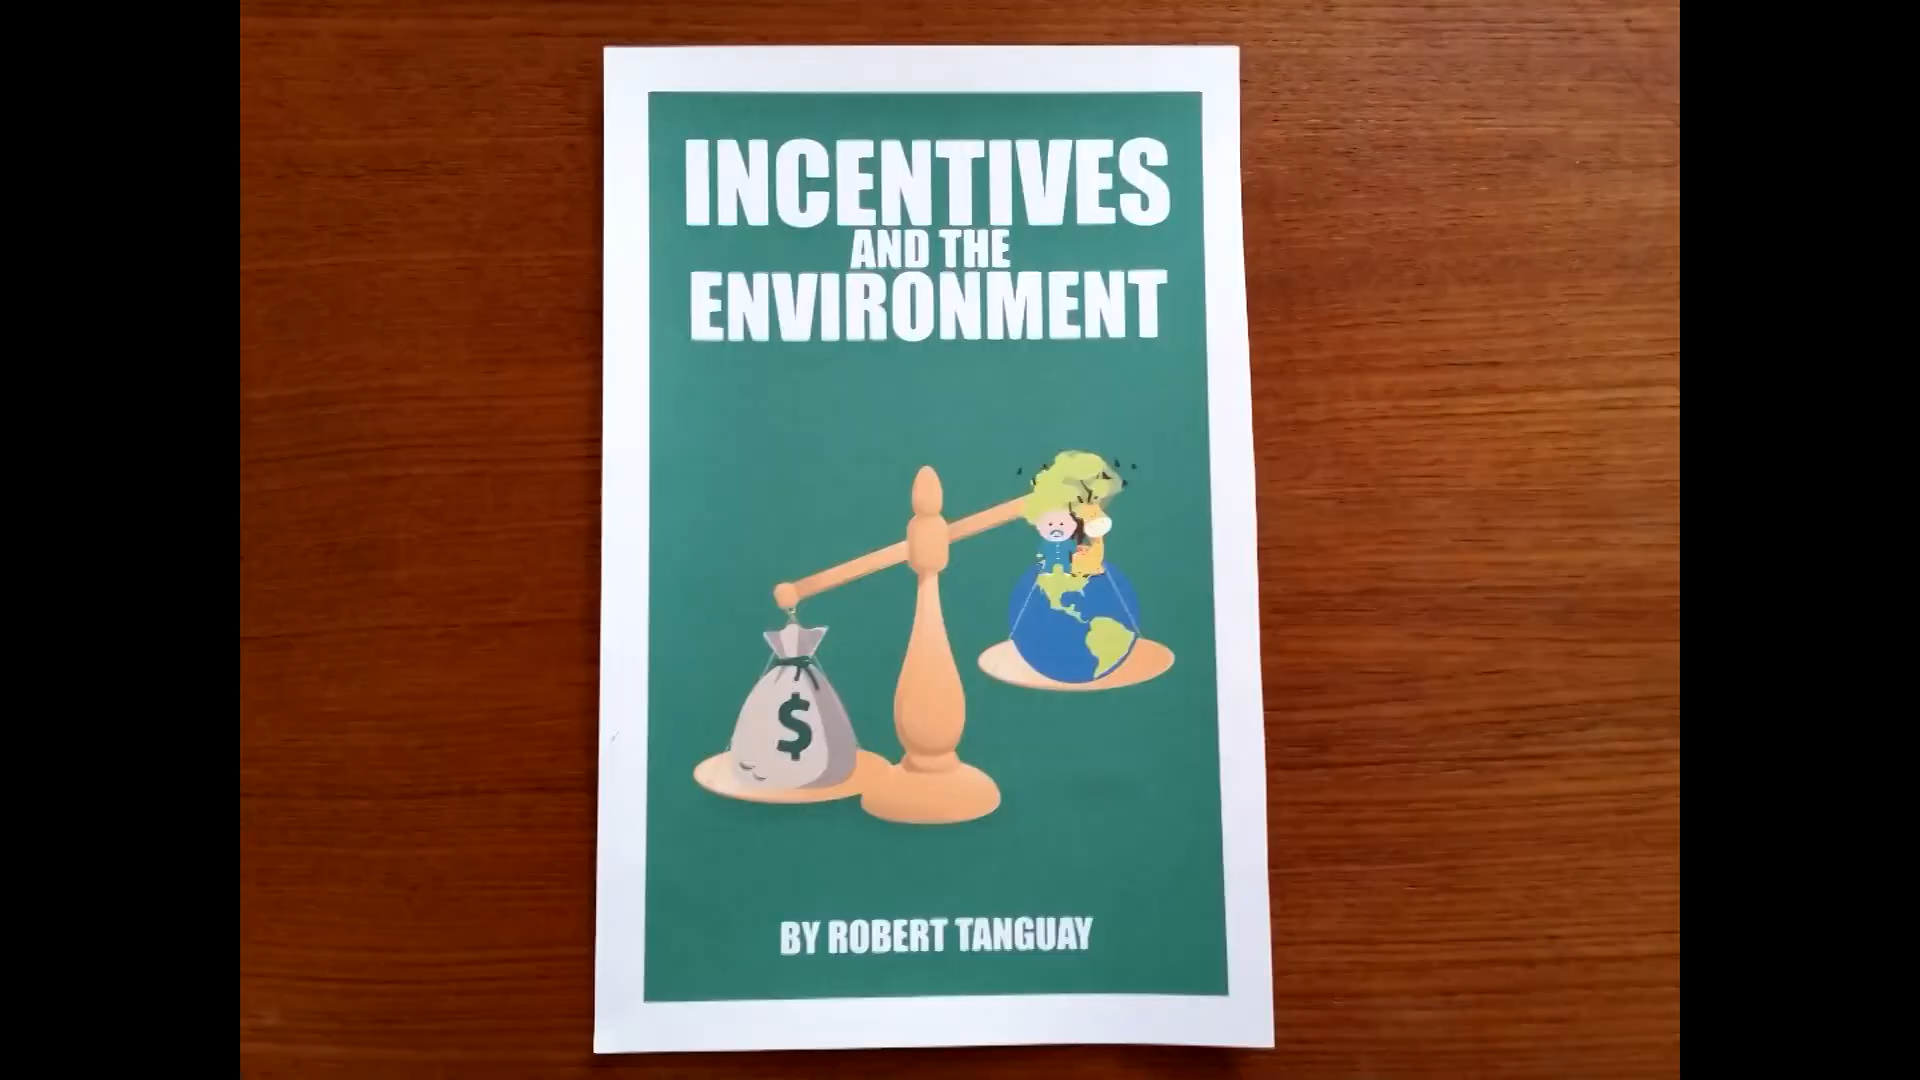 INCENTIVES
AND THE
ENVIRONMENT
$
BY ROBERT TANGUAY